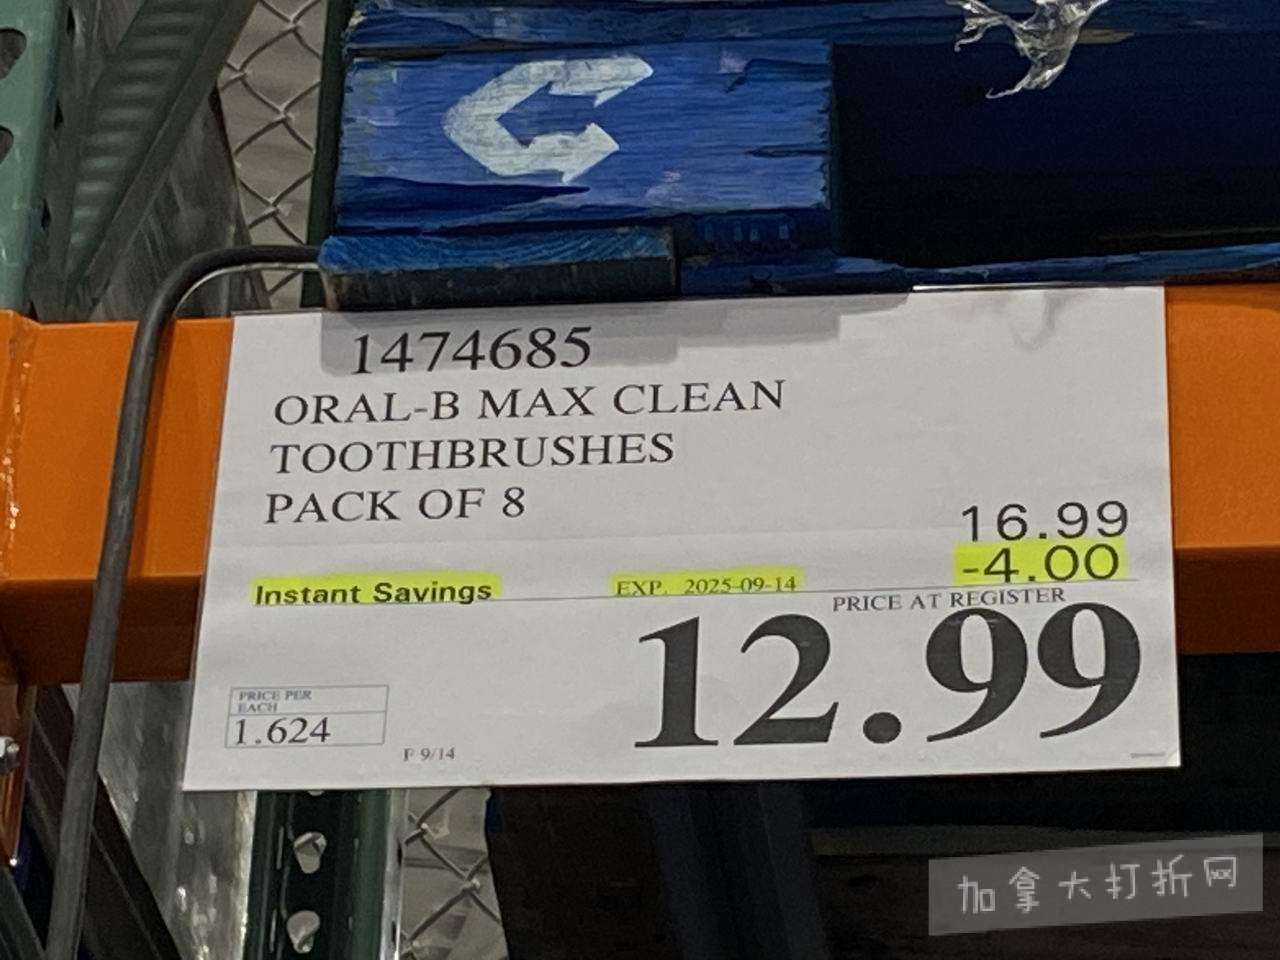 1474685
ORAL-B MAX CLEAN
TOOTHBRUSHES
PACK OF 8
16.99
-4.00
Instant Savings
EXP. 2025-09-14
PRICE AT REGISTER
12.99
PRICE PER
EACH
1.624
F 9/14
加拿大打折网